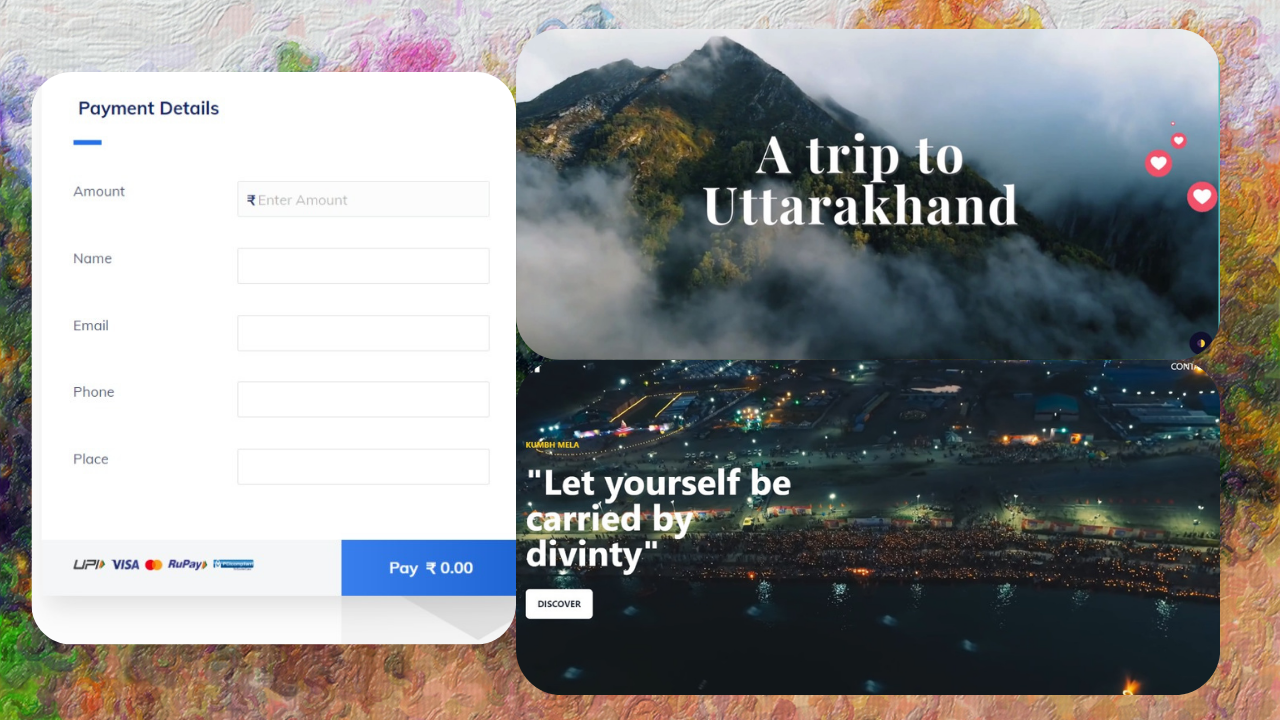 Payment Details
Amount
₹ Enter Amount
Name
Email
Phone
Place
UPI VISA RuPay
Pay ₹ 0.00
A trip to
Uttarakhand
KUMBH MELA
"Let yourself be
carried by
divinty"
DISCOVER